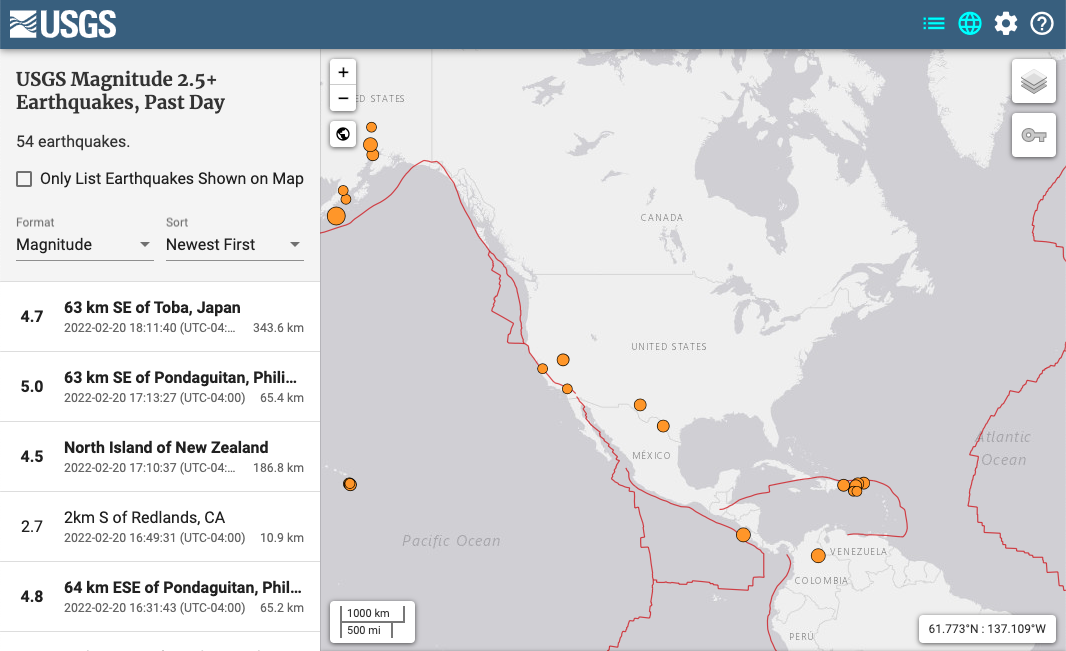 USGS
USGS Magnitude 2.5+
Earthquakes, Past Day
54 earthquakes.
Only List Earthquakes Shown on Map
Format
Sort
Magnitude
Newest First
4.7
63 km SE of Toba, Japan
2022-02-20 18:11:40 (UTC-04:...
343.6 km
5.0
63 km SE of Pondaguitan, Phili...
2022-02-20 17:13:27 (UTC-04:00)
65.4 km
4.5
North Island of New Zealand
2022-02-20 17:10:37 (UTC-04:...
186.8 km
2.7
2km S of Redlands, CA
2022-02-20 16:49:31 (UTC-04:00)
10.9 km
4.8
64 km ESE of Pondaguitan, Phil...
2022-02-20 16:31:43 (UTC-04:00)
65.2 km
+
−
ED STATES
CANADA
UNITED STATES
MÉXICO
Atlantic
Ocean
Pacific Ocean
VENEZUELA
COLOMBIA
PERÚ
1000 km
500 mi
61.773°N : 137.109°W